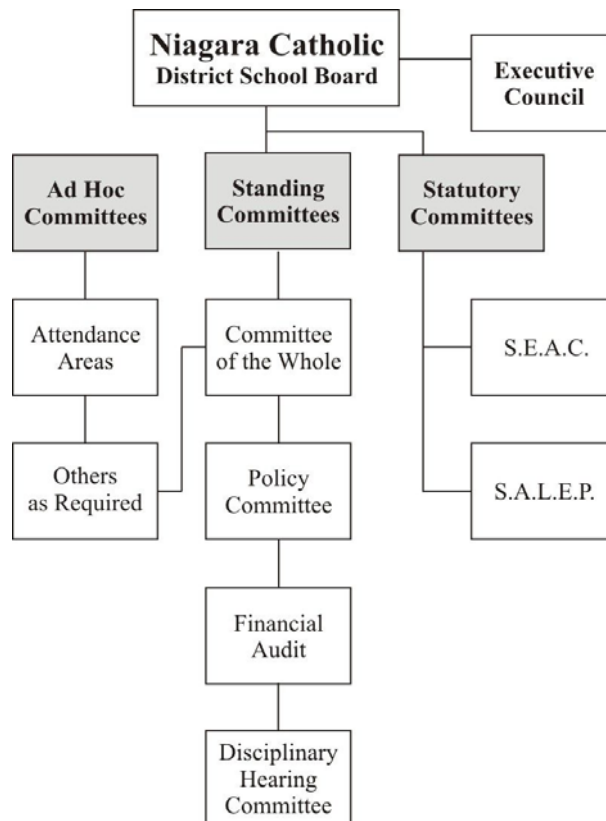 Niagara Catholic
District School Board
Executive
Council
Ad Hoc
Committees
Standing
Committees
Statutory
Committees
Attendance
Areas
Committee
of the Whole
S.E.A.C.
Others
as Required
Policy
Committee
S.A.L.E.P.
Financial
Audit
Disciplinary
Hearing
Committee